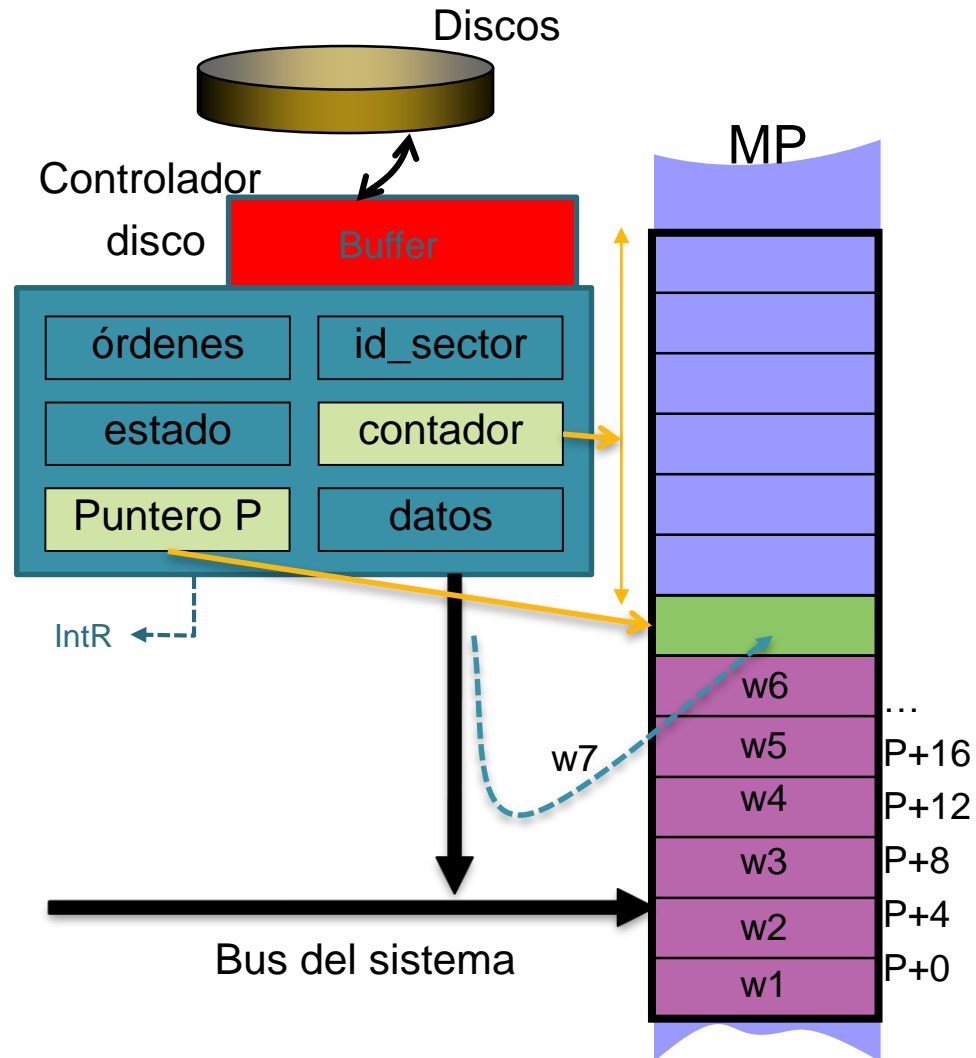 Discos
MP
Controlador
disco
Buffer
órdenes
id_sector
estado
contador
Puntero P
datos
IntR
w7
w6
...
w5
P+16
w4
P+12
w3
P+8
w2
P+4
w1
P+0
Bus del sistema